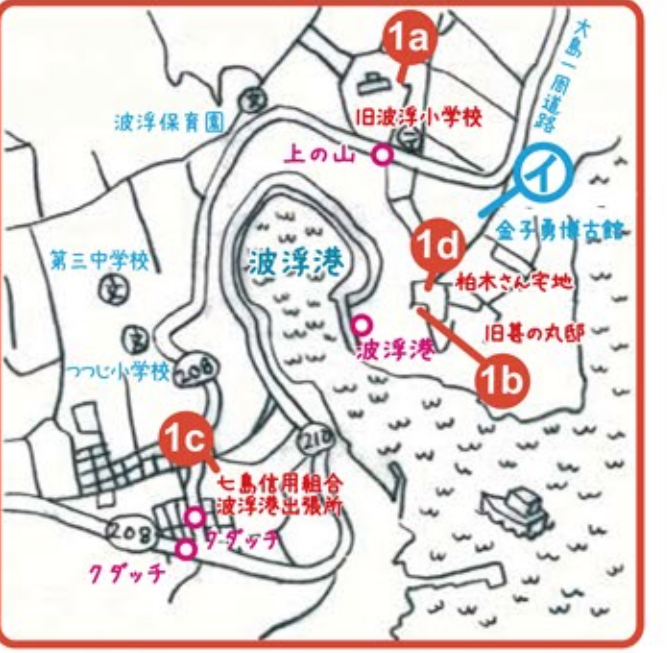 1a
大島一周道路
波浮保育園
文
旧波浮小学校
上の山
イ
金子勇博古館
波浮港
1d
柏木さん宅地
第三中学校
文
旧甚の丸邸
波浮港
文
つつじ小学校
208
1b
1c
210
七島信用組合
波浮港出張所
208
クダッチ
クダッチ